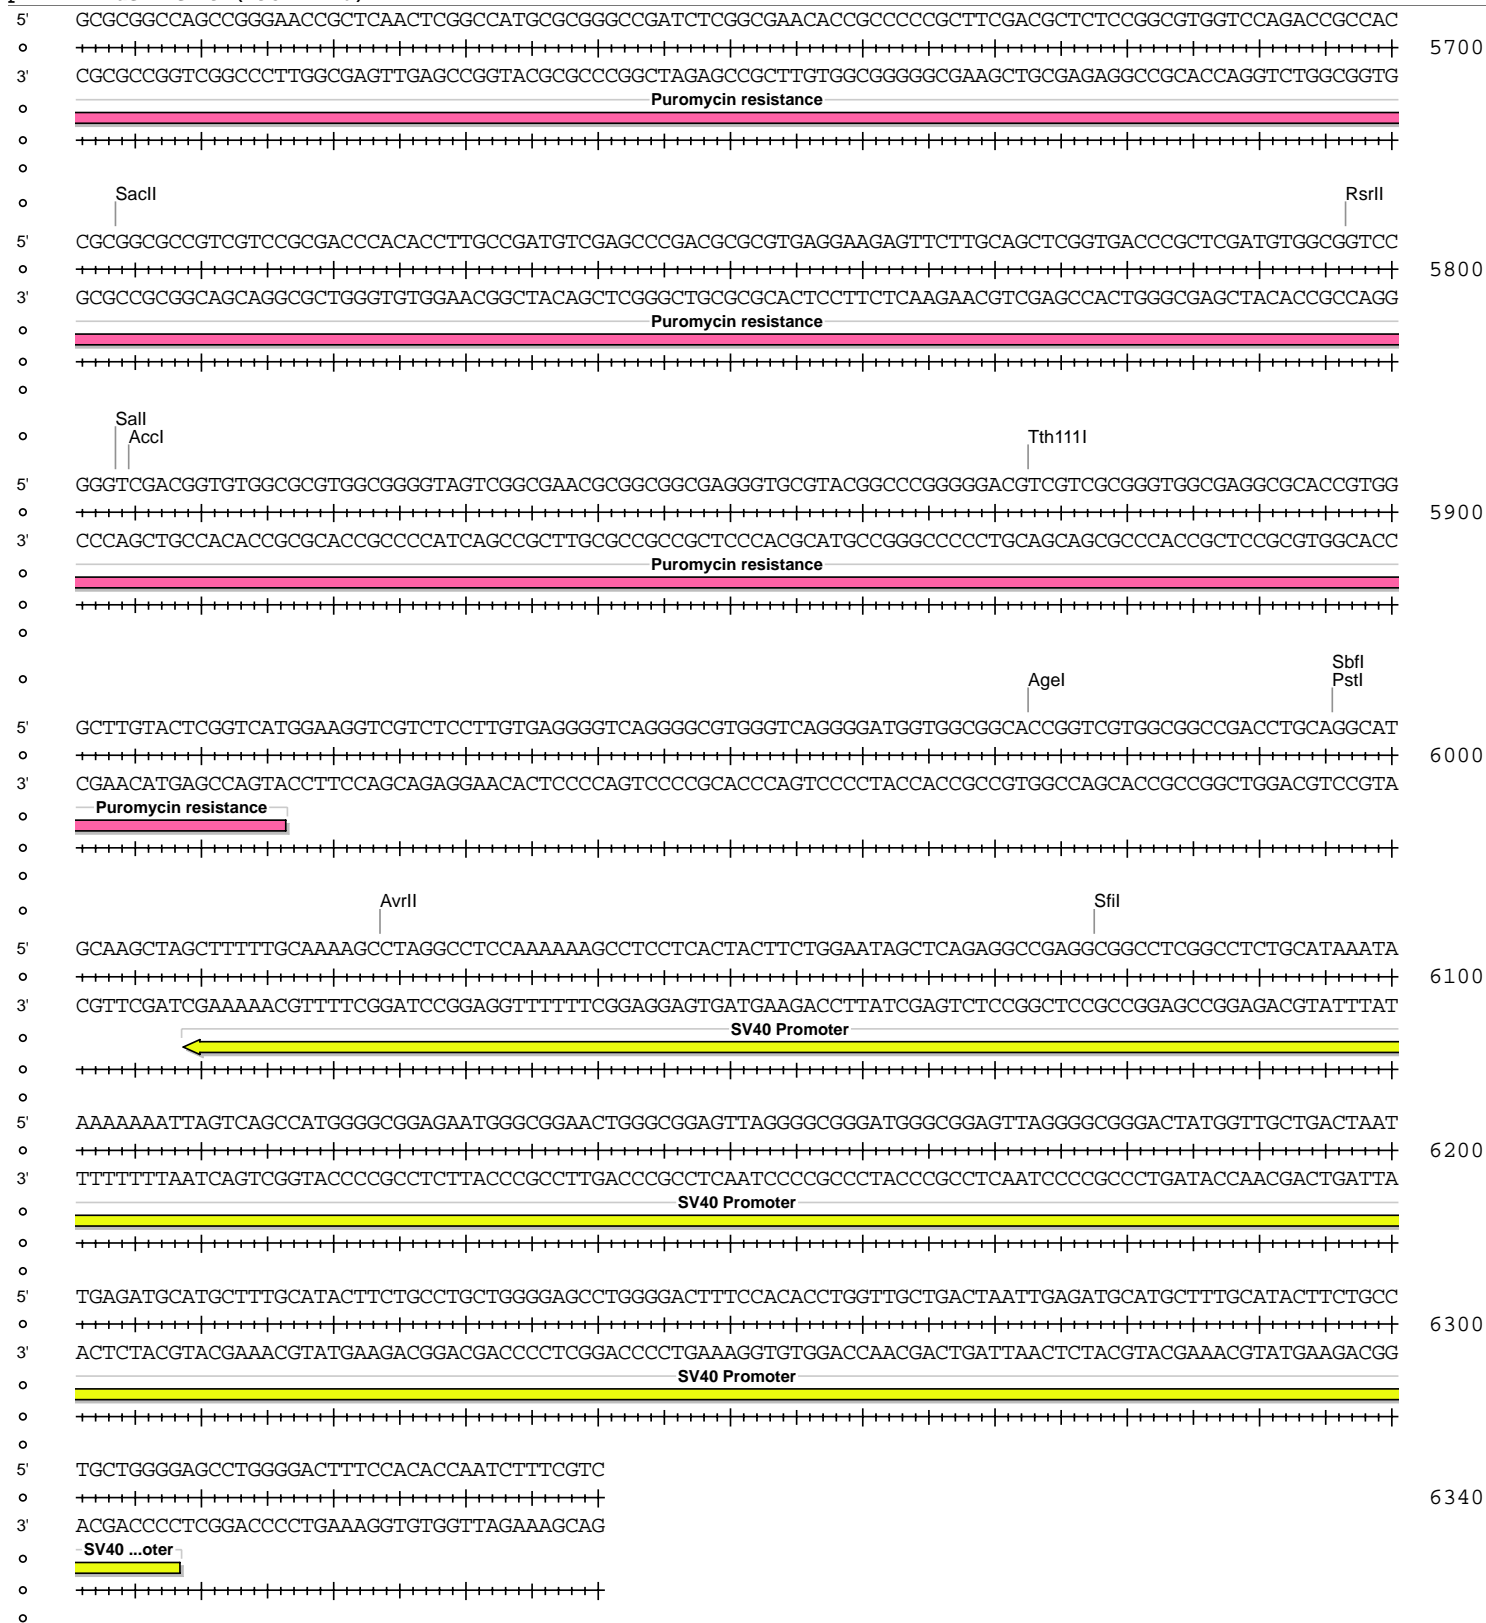 5' GCGCGGCCAGCCGGGAACCGCTCAACTCGGCCATGCGCGGGCCGATCTCGGCGAACACCGCCCCCGCTTCGACGCTCTCCGGCGTGGTCCAGACCGCCAC
5700
3' CGCGCCGGTCGGCCCTTGGCGAGTTGAGCCGGTACGCGCCCGGCTAGAGCCGCTTGTGGCGGGGGCGAAGCTGCGAGAGGCCGCACCAGGTCTGGCGGTG
Puromycin resistance
SacII RsrII
5' CGCGGCGCCGTCGTCCGCGACCCACACCTTGCCGATGTCGAGCCCGACGCGCGTGAGGAAGAGTTCTTGCAGCTCGGTGACCCGCTCGATGTGGCGGTCC
5800
3' GCGCCGCGGCAGCAGGCGCTGGGTGTGGAACGGCTACAGCTCGGGCTGCGCGCACTCCTTCTCAAGAACGTCGAGCCACTGGGCGAGCTACACCGCCAGG
Puromycin resistance
SalI
AccI Tth111I
5' GGGTCGACGGTGTGGCGCGTGGCGGGGTAGTCGGCGAACGCGGCGGCGAGGGTGCGTACGGCCCGGGGGACGTCGTCGCGGGTGGCGAGGCGCACCGTGG
5900
3' CCCAGCTGCCACACCGCGCACCGCCCCATCAGCCGCTTGCGCCGCCGCTCCCACGCATGCCGGGCCCCCTGCAGCAGCGCCCACCGCTCCGCGTGGCACC
Puromycin resistance
SbfI
AgeI PstI
5' GCTTGTACTCGGTCATGGAAGGTCGTCTCCTTGTGAGGGGTCAGGGGCGTGGGTCAGGGGATGGTGGCGGCACCGGTCGTGGCGGCCGACCTGCAGGCAT
6000
3' CGAACATGAGCCAGTACCTTCCAGCAGAGGAACACTCCCCAGTCCCCGCACCCAGTCCCCTACCACCGCCGTGGCCAGCACCGCCGGCTGGACGTCCGTA
Puromycin resistance
AvrII SfiI
5' GCAAGCTAGCTTTTTGCAAAAGCCTAGGCCTCCAAAAAAGCCTCCTCACTACTTCTGGAATAGCTCAGAGGCCGAGGCGGCCTCGGCCTCTGCATAAATA
6100
3' CGTTCGATCGAAAAACGTTTTCGGATCCGGAGGTTTTTTCGGAGGAGTGATGAAGACCTTATCGAGTCTCCGGCTCCGCCGGAGCCGGAGACGTATTTAT
SV40 Promoter
5' AAAAAAATTAGTCAGCCATGGGGCGGAGAATGGGCGGAACTGGGCGGAGTTAGGGGCGGGATGGGCGGAGTTAGGGGCGGGACTATGGTTGCTGACTAAT
6200
3' TTTTTTTAATCAGTCGGTACCCCGCCTCTTACCCGCCTTGACCCGCCTCAATCCCCGCCCTACCCGCCTCAATCCCCGCCCTGATACCAACGACTGATTA
SV40 Promoter
5' TGAGATGCATGCTTTGCATACTTCTGCCTGCTGGGGAGCCTGGGGACTTTCCACACCTGGTTGCTGACTAATTGAGATGCATGCTTTGCATACTTCTGCC
6300
3' ACTCTACGTACGAAACGTATGAAGACGGACGACCCCTCGGACCCCTGAAAGGTGTGGACCAACGACTGATTAACTCTACGTACGAAACGTATGAAGACGG
SV40 Promoter
5' TGCTGGGGAGCCTGGGGACTTTCCACACCAATCTTTCGTC
6340
3' ACGACCCCTCGGACCCCTGAAAGGTGTGGTTAGAAAGCAG
SV40 ...oter